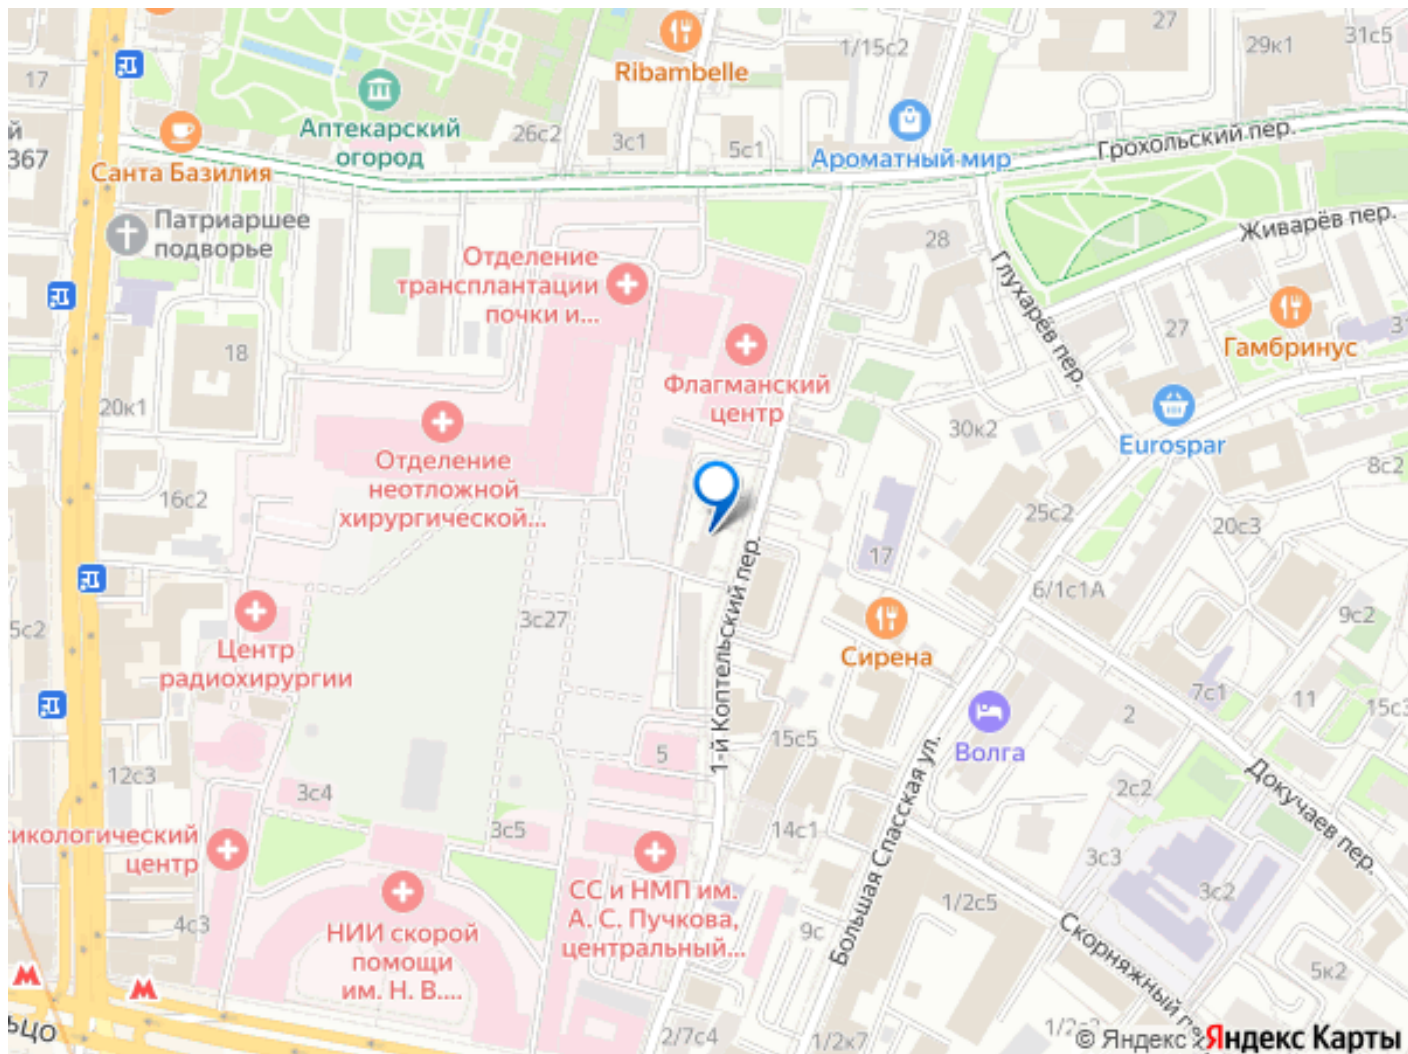 27
31с5
29к1
1/15с2
17
Ribambelle
Аптекарский
огород
26с2
3с1
5с1
Ароматный мир
Грохольский пер.
й
367
Санта Базилия
Патриаршее
подворье
Живарёв пер.
28
Отделение
трансплантации
почки и...
Глухарёв пер.
27
31
Гамбринус
18
Флагманский
центр
20к1
30к2
Eurospar
Отделение
неотложной
хирургической...
8с2
16с2
25с2
20с3
17
1-й Коптельский пер.
6/1с1А
9с2
5с2
3с27
Центр
радиохирургии
Сирена
7с1
11
15с3
2
Волга
15с5
5
12с3
3с4
2с2
Докучаев пер.
Большая Спасская ул.
3с5
14с1
сикологический
центр
3с3
3с2
СС и НМП им.
А. С. Пучкова,
центральный...
1/2с5
4с3
НИИ скорой
помощи
им. Н. В....
9с
Скорняжный пе
5к2
ьцо
2/7с4
1/2к7
© Яндекс
Яндекс Карты